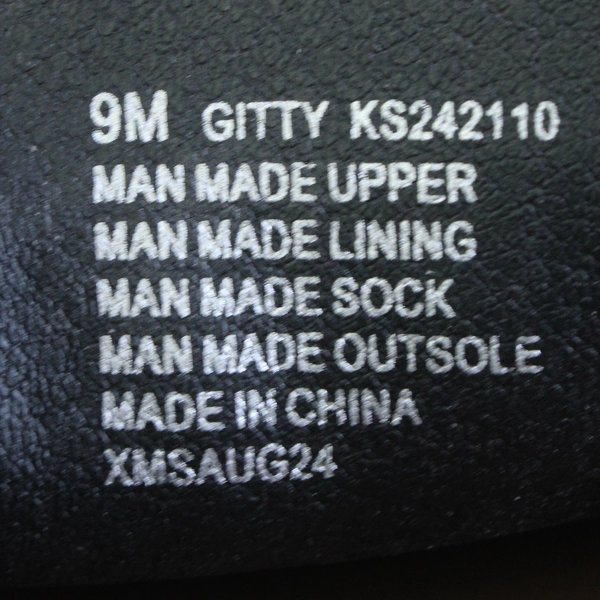 9M GITTY KS242110
MAN MADE UPPER
MAN MADE LINING
MAN MADE SOCK
MAN MADE OUTSOLE
MADE IN CHINA
XMSAUG24